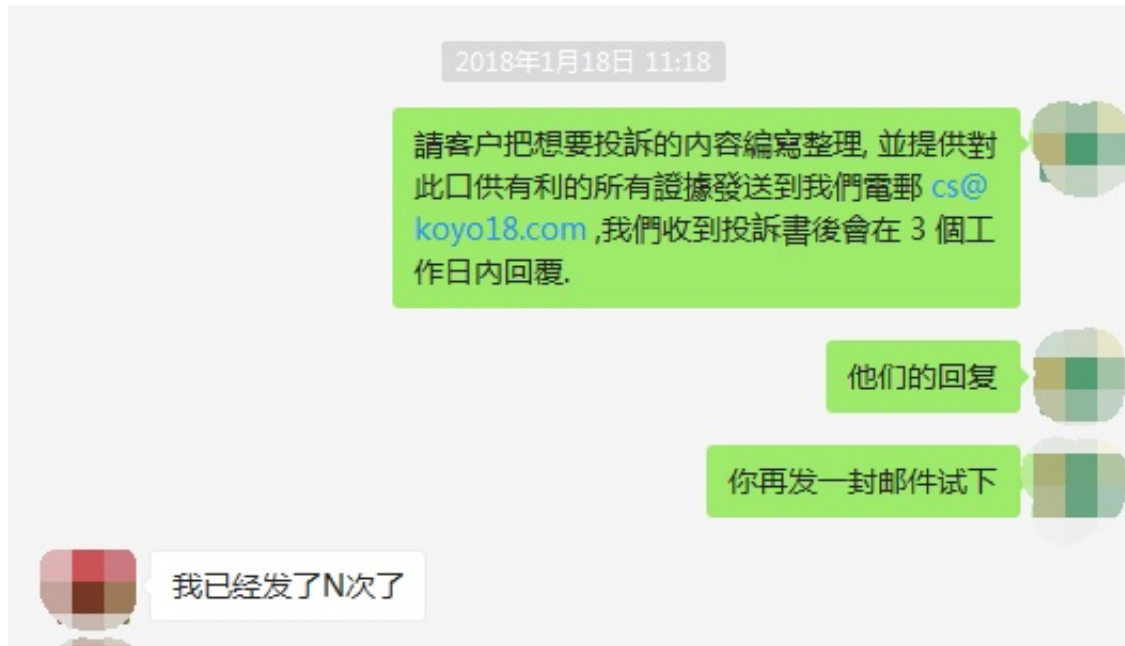 2018年1月18日 11:18
請客户把想要投訴的内容編寫整理, 並提供對
此口供有利的所有證據發送到我們電郵 cs@
koyo18.com ,我們收到投訴書後會在 3 個工
作日内回覆.
他们的回复
你再发一封邮件试下
我已经发了N次了